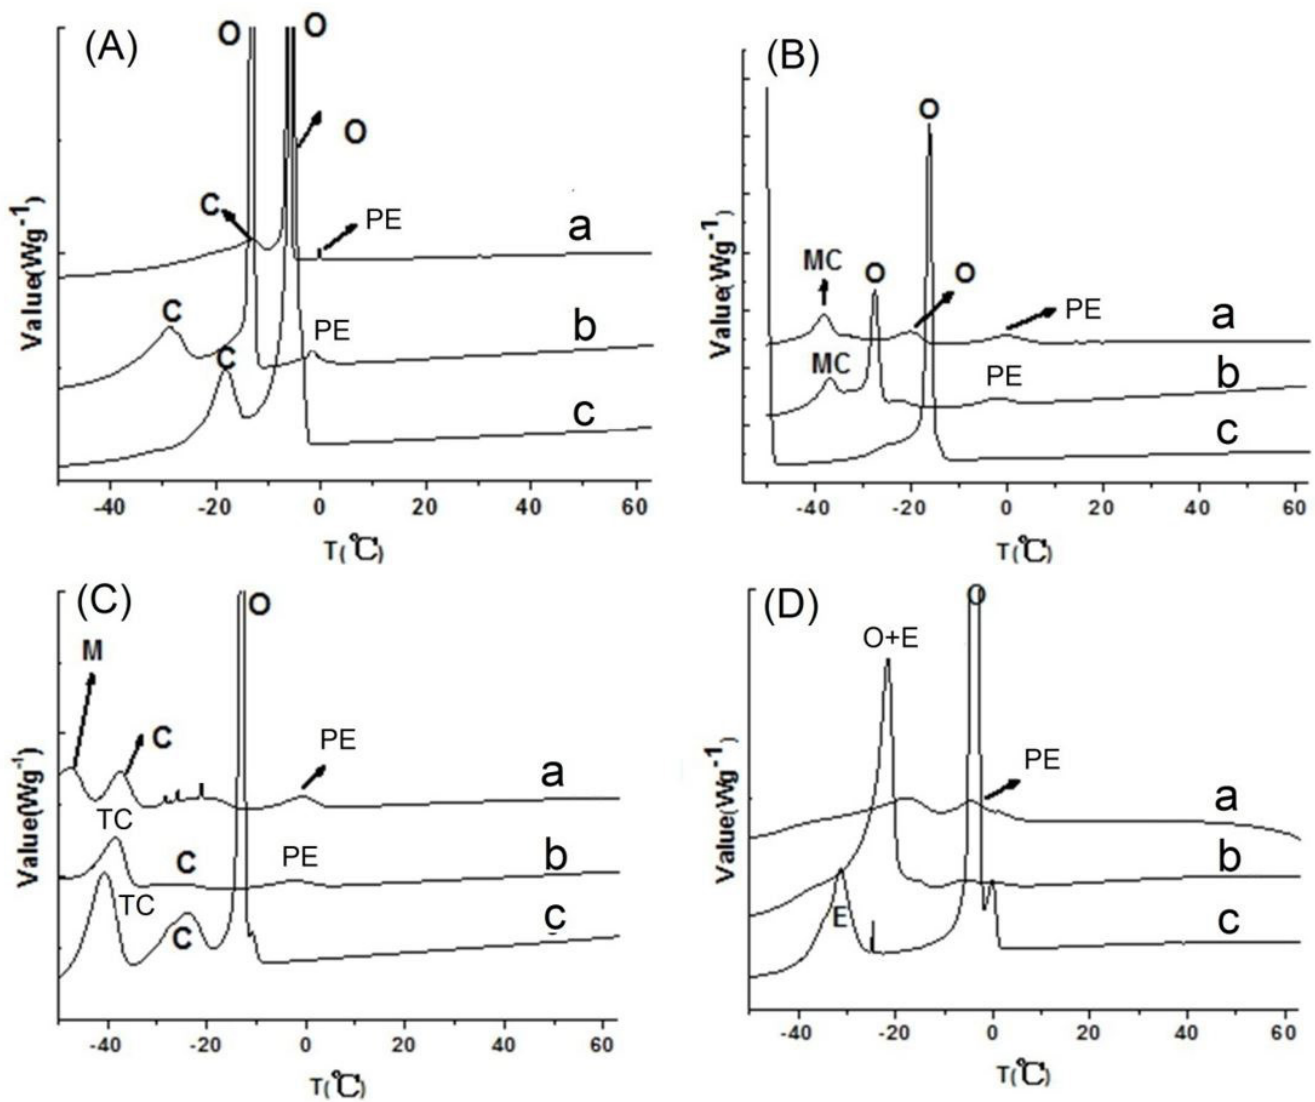 (A)
O
O
O
C
PE
a
C
PE
b
C
c
Value(Wg⁻¹)
-40 -20 0 20 40 60
T(℃)
(B)
O
MC
O
O
PE
a
MC
PE
b
c
Value(Wg⁻¹)
-40 -20 0 20 40 60
T(℃)
(C)
O
M
C
PE
a
TC
C
PE
b
TC
C
c
Value(Wg⁻¹)
-40 -20 0 20 40 60
T(℃)
(D)
O
O+E
PE
a
b
E
c
Value(Wg⁻¹)
-40 -20 0 20 40 60
T(℃)